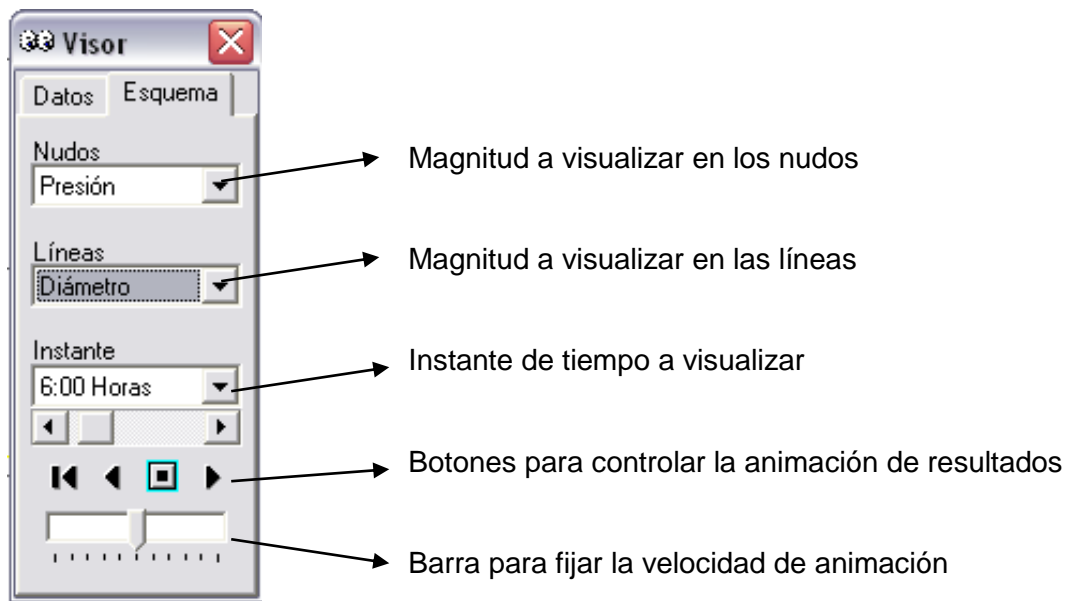 Visor
Datos Esquema
Nudos
Presión
Magnitud a visualizar en los nudos
Líneas
Diámetro
Magnitud a visualizar en las líneas
Instante
6:00 Horas
Instante de tiempo a visualizar
Botones para controlar la animación de resultados
Barra para fijar la velocidad de animación